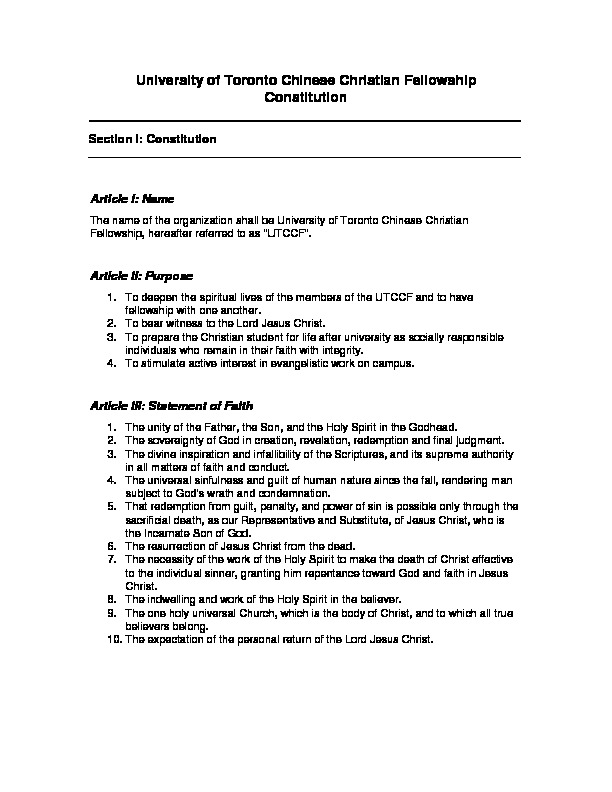 University of Toronto Chinese Christian Fellowship
Constitution
Section I: Constitution
Article I: Name
The name of the organization shall be University of Toronto Chinese Christian
Fellowship, hereafter referred to as "UTCCF".
Article II: Purpose
1. To deepen the spiritual lives of the members of the UTCCF and to have
fellowship with one another.
2. To bear witness to the Lord Jesus Christ.
3. To prepare the Christian student for life after university as socially responsible
individuals who remain in their faith with integrity.
4. To stimulate active interest in evangelistic work on campus.
Article III: Statement of Faith
1. The unity of the Father, the Son, and the Holy Spirit in the Godhead.
2. The sovereignty of God in creation, revelation, redemption and final judgment.
3. The divine inspiration and infallibility of the Scriptures, and its supreme authority
in all matters of faith and conduct.
4. The universal sinfulness and guilt of human nature since the fall, rendering man
subject to God's wrath and condemnation.
5. That redemption from guilt, penalty, and power of sin is possible only through the
sacrificial death, as our Representative and Substitute, of Jesus Christ, who is
the Incarnate Son of God.
6. The resurrection of Jesus Christ from the dead.
7. The necessity of the work of the Holy Spirit to make the death of Christ effective
to the individual sinner, granting him repentance toward God and faith in Jesus
Christ.
8. The indwelling and work of the Holy Spirit in the believer.
9. The one holy universal Church, which is the body of Christ, and to which all true
believers belong.
10. The expectation of the personal return of the Lord Jesus Christ.